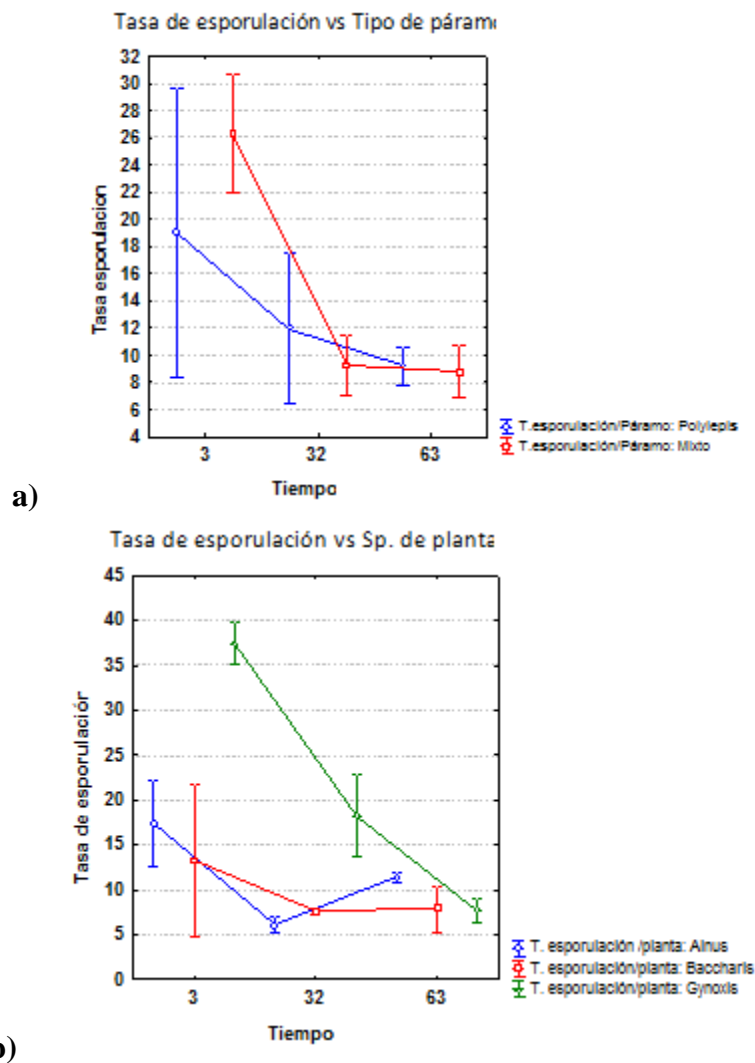 Tasa de esporulación vs Tipo de páramo
32
30
28
26
24
22
20
18
16
14
12
10
8
6
4
Tasa esporulacion
3 32 63
Tiempo
T.esporulación/Páramo: Polylepis
T.esporulación/Páramo: Mixto
a)
Tasa de esporulación vs Sp. de planta
45
40
35
30
25
20
15
10
5
0
Tasa de esporulación
3 32 63
Tiempo
T. esporulación /planta: Alnus
T. esporulación/planta: Baccharis
T. esporulación/planta: Gynoxis